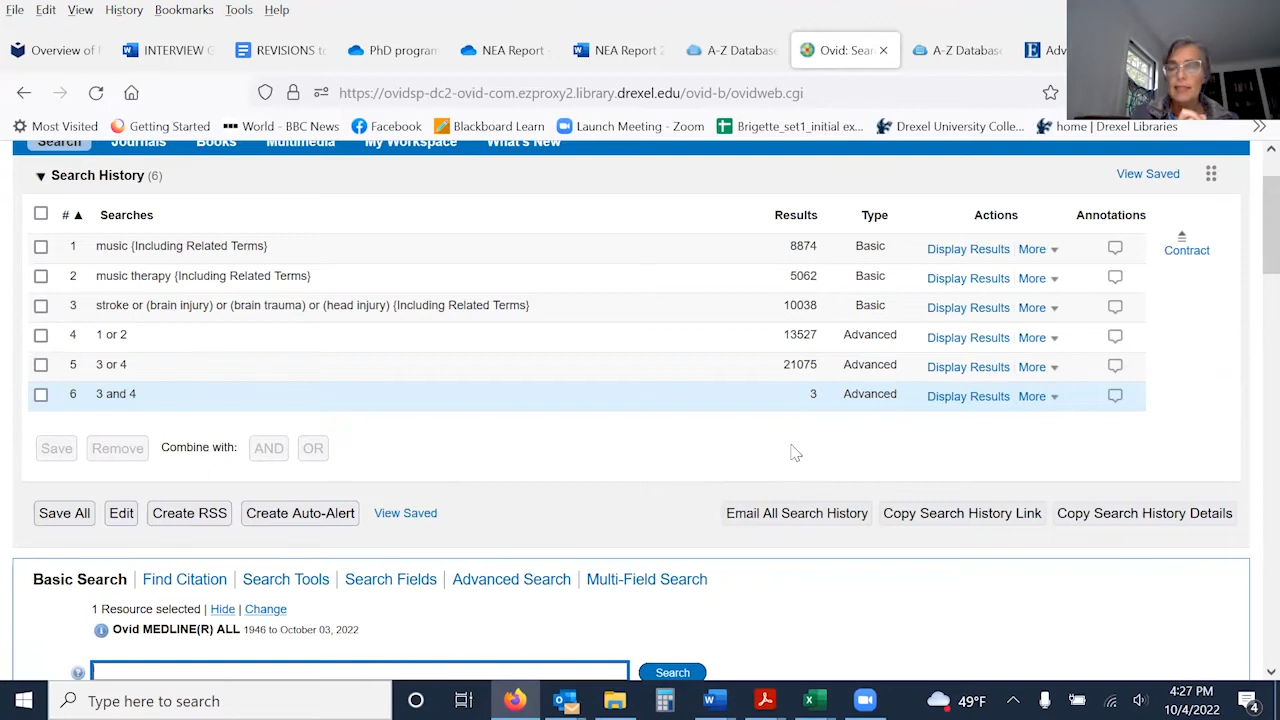 File Edit View History Bookmarks Tools Help
Overview of INTERVIEW G REVISIONS to PhD program NEA Report NEA Report 2 A-Z Database Ovid: Sear A-Z Database Adv
https://ovidsp-dc2-ovid-com.ezproxy2.library.drexel.edu/ovid-b/ovidweb.cgi
Most Visited Getting Started World - BBC News Facebook Blackboard Learn Launch Meeting - Zoom Brigette_set1_initial ex... Drexel University Colle... home | Drexel Libraries
Search Journals Books Multimedia My Workspace What's New
Search History (6) View Saved
# Searches Results Type Actions Annotations
1 music {Including Related Terms} 8874 Basic Display Results More
Contract
2 music therapy {Including Related Terms} 5062 Basic Display Results More
3 stroke or (brain injury) or (brain trauma) or (head injury) {Including Related Terms} 10038 Basic Display Results More
4 1 or 2 13527 Advanced Display Results More
5 3 or 4 21075 Advanced Display Results More
6 3 and 4 3 Advanced Display Results More
Save Remove Combine with: AND OR
Save All Edit Create RSS Create Auto-Alert View Saved Email All Search History Copy Search History Link Copy Search History Details
Basic Search | Find Citation | Search Tools | Search Fields | Advanced Search | Multi-Field Search
1 Resource selected | Hide | Change
Ovid MEDLINE(R) ALL 1946 to October 03, 2022
Search
Type here to search 49°F 4:27 PM
10/4/2022 4